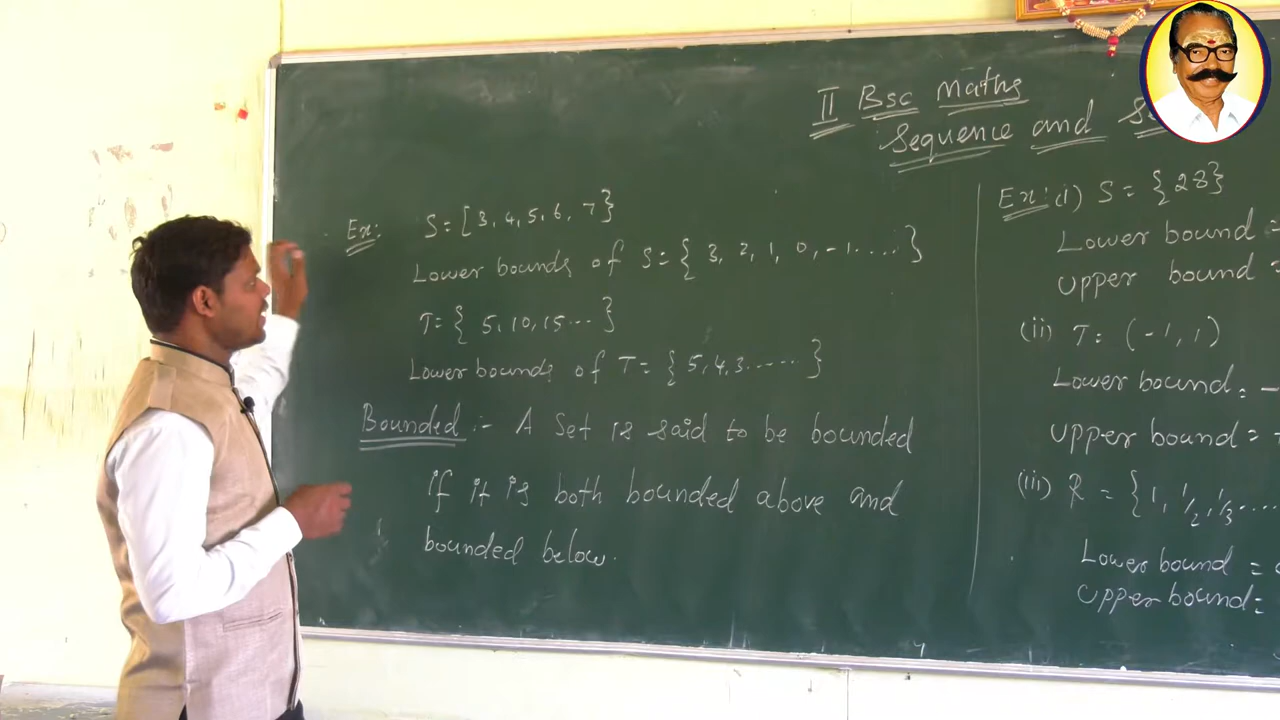 II Bsc Maths
Sequence and
Ex: S = [3, 4, 5, 6, 7}
Lower bounds of S = { 3, 2, 1, 0, -1..... }
T = { 5, 10, 15... }
Lower bounds of T = { 5, 4, 3...... }
Bounded :- A Set is said to be bounded
if it is both bounded above and
bounded below.
Ex: (i) S = {28}
Lower bound =
upper bound =
(ii) T = (-1, 1)
Lower bound = -
upper bound =
(iii) R = {1, 1/2, 1/3....
Lower bound =
upper bound =